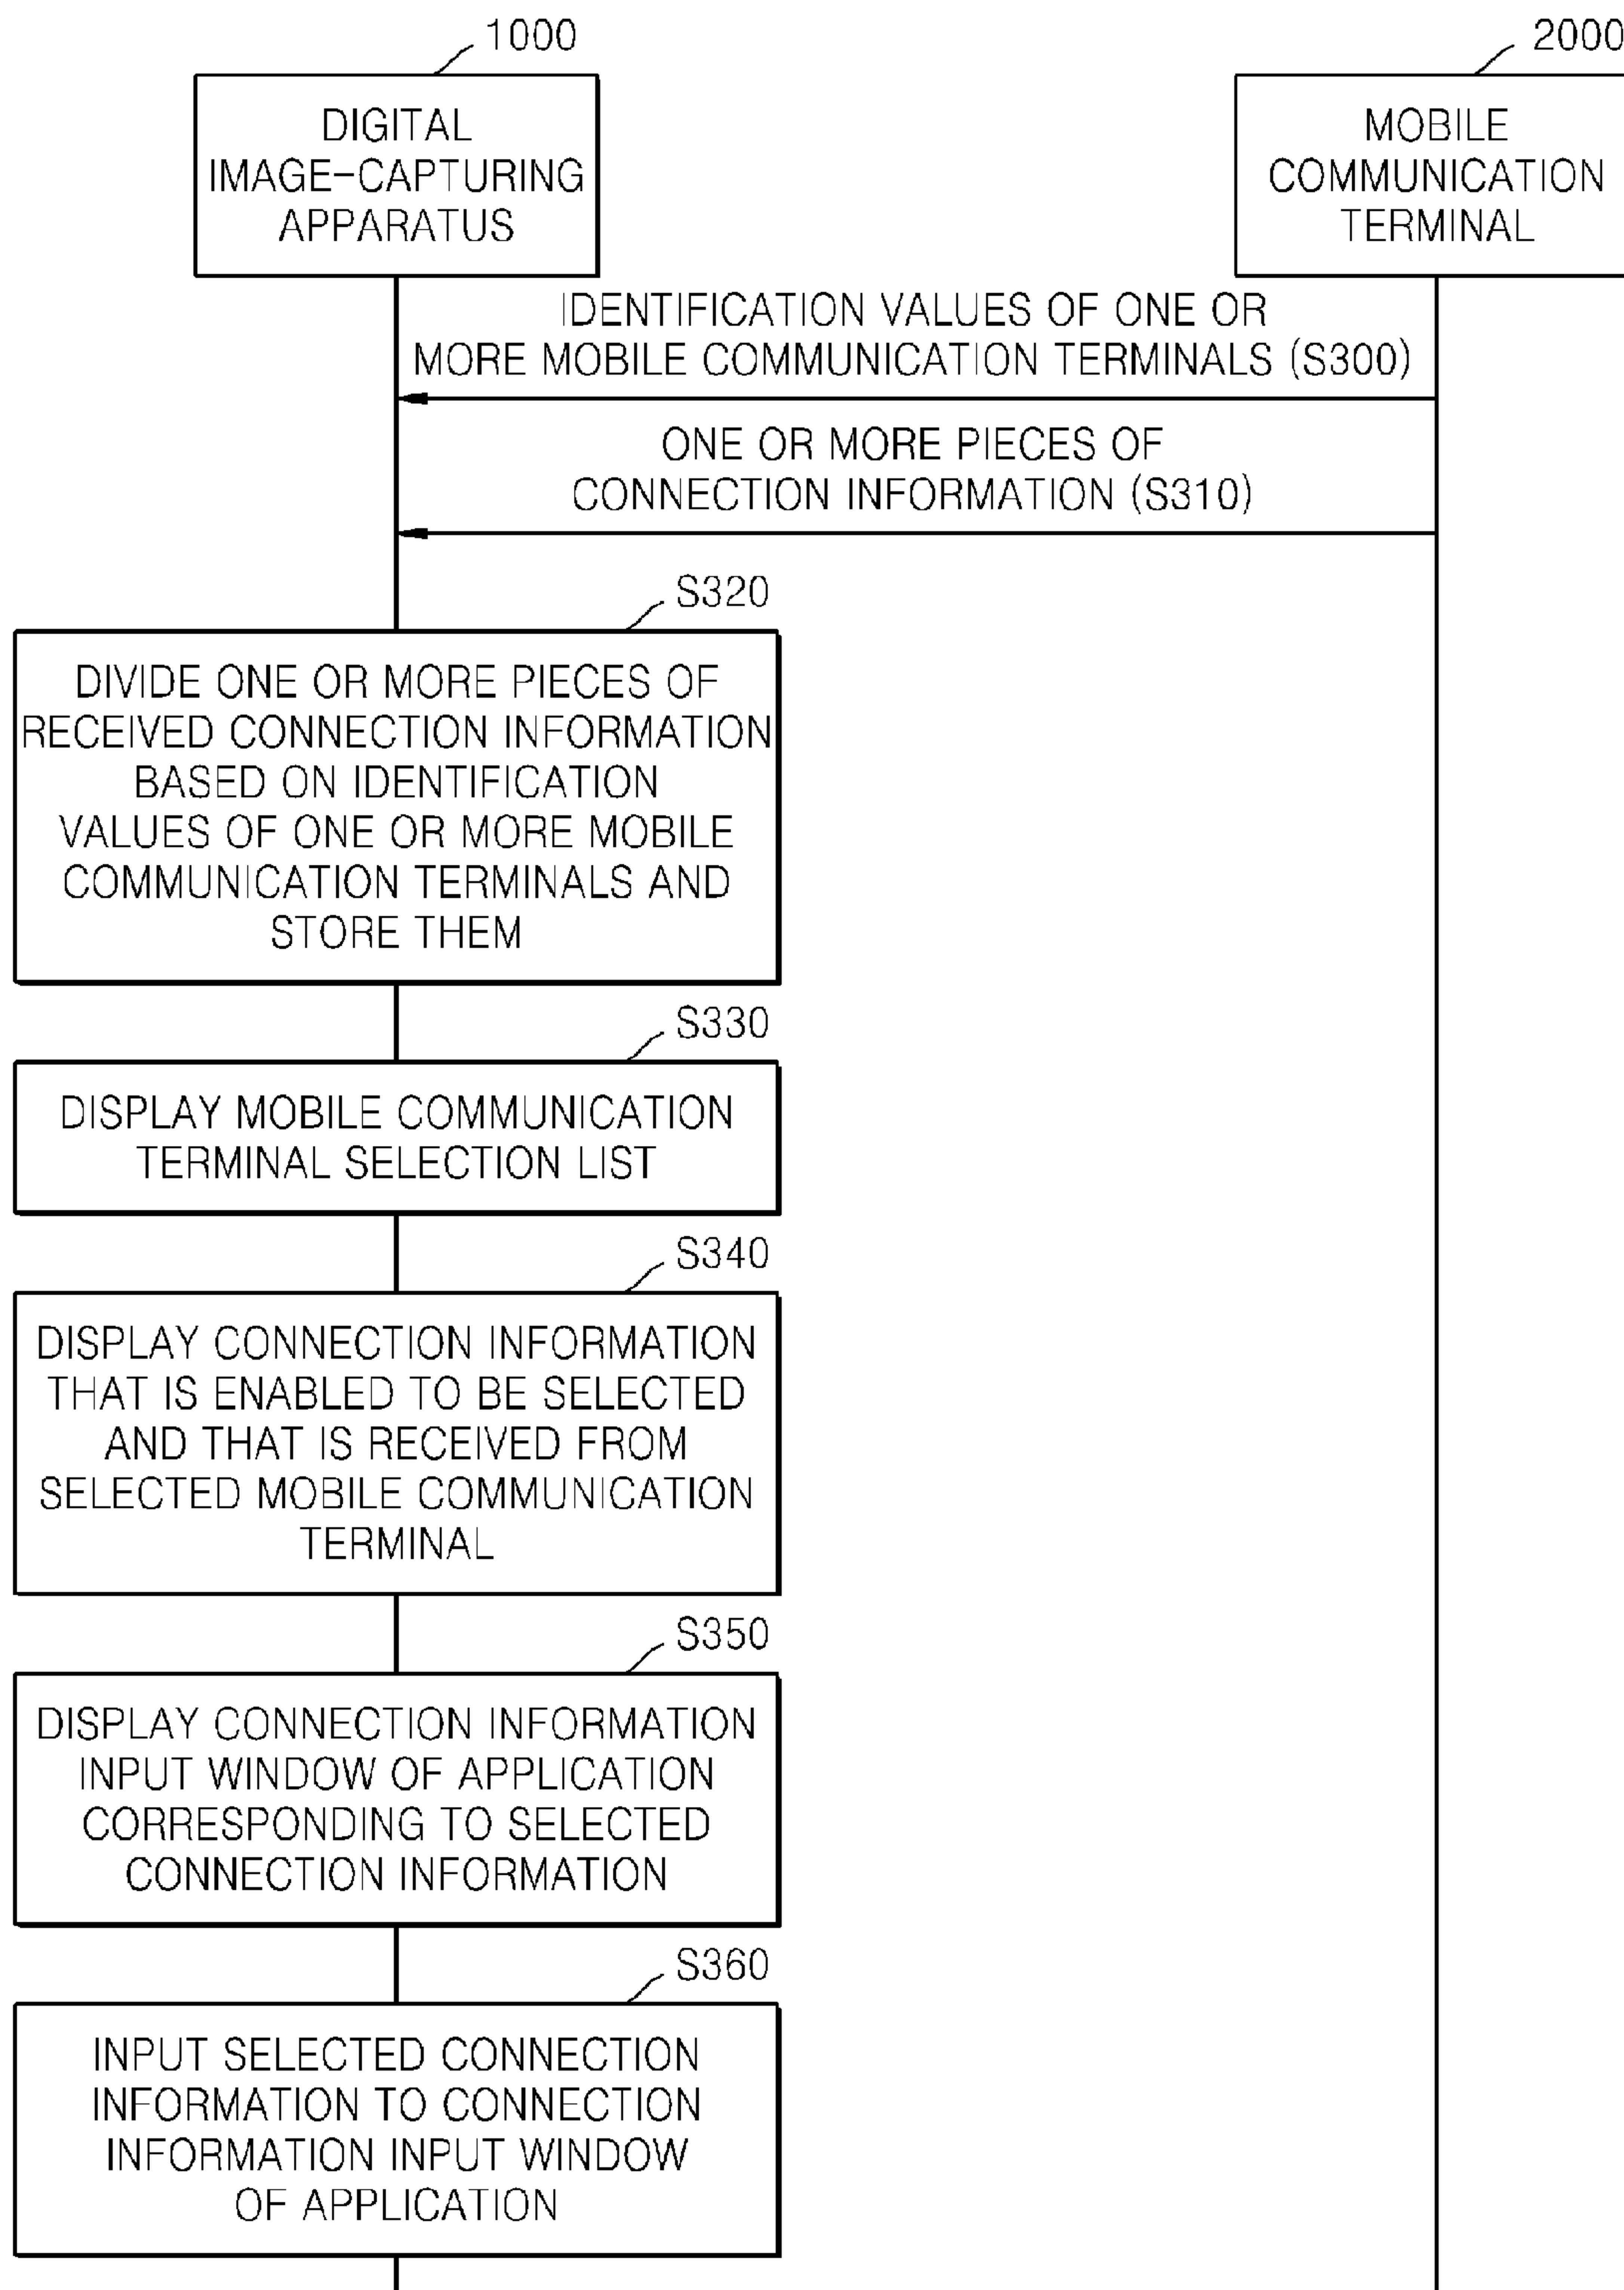 1000
DIGITAL
IMAGE-CAPTURING
APPARATUS
2000
MOBILE
COMMUNICATION
TERMINAL
IDENTIFICATION VALUES OF ONE OR
MORE MOBILE COMMUNICATION TERMINALS (S300)
ONE OR MORE PIECES OF
CONNECTION INFORMATION (S310)
S320
DIVIDE ONE OR MORE PIECES OF
RECEIVED CONNECTION INFORMATION
BASED ON IDENTIFICATION
VALUES OF ONE OR MORE MOBILE
COMMUNICATION TERMINALS AND
STORE THEM
S330
DISPLAY MOBILE COMMUNICATION
TERMINAL SELECTION LIST
S340
DISPLAY CONNECTION INFORMATION
THAT IS ENABLED TO BE SELECTED
AND THAT IS RECEIVED FROM
SELECTED MOBILE COMMUNICATION
TERMINAL
S350
DISPLAY CONNECTION INFORMATION
INPUT WINDOW OF APPLICATION
CORRESPONDING TO SELECTED
CONNECTION INFORMATION
S360
INPUT SELECTED CONNECTION
INFORMATION TO CONNECTION
INFORMATION INPUT WINDOW
OF APPLICATION